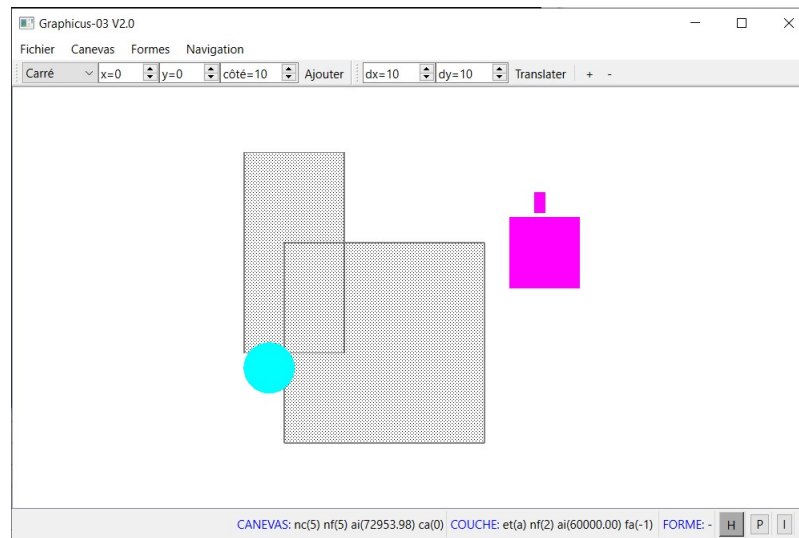 Graphicus-03 V2.0
Fichier Canevas Formes Navigation
Carré x=0 y=0 côté=10 Ajouter dx=10 dy=10 Translater + -
CANEVAS: nc(5) nf(5) ai(72953.98) ca(0) COUCHE: et(a) nf(2) ai(60000.00) fa(-1) FORME: - H P I